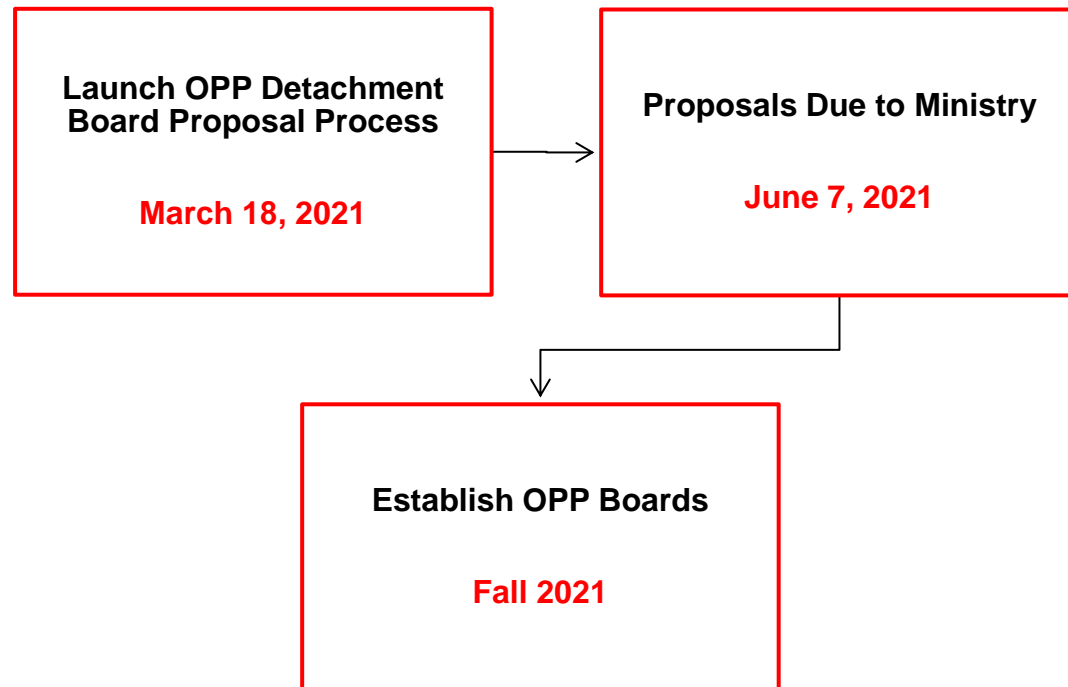 Launch OPP Detachment
Board Proposal Process
March 18, 2021
Proposals Due to Ministry
June 7, 2021
Establish OPP Boards
Fall 2021